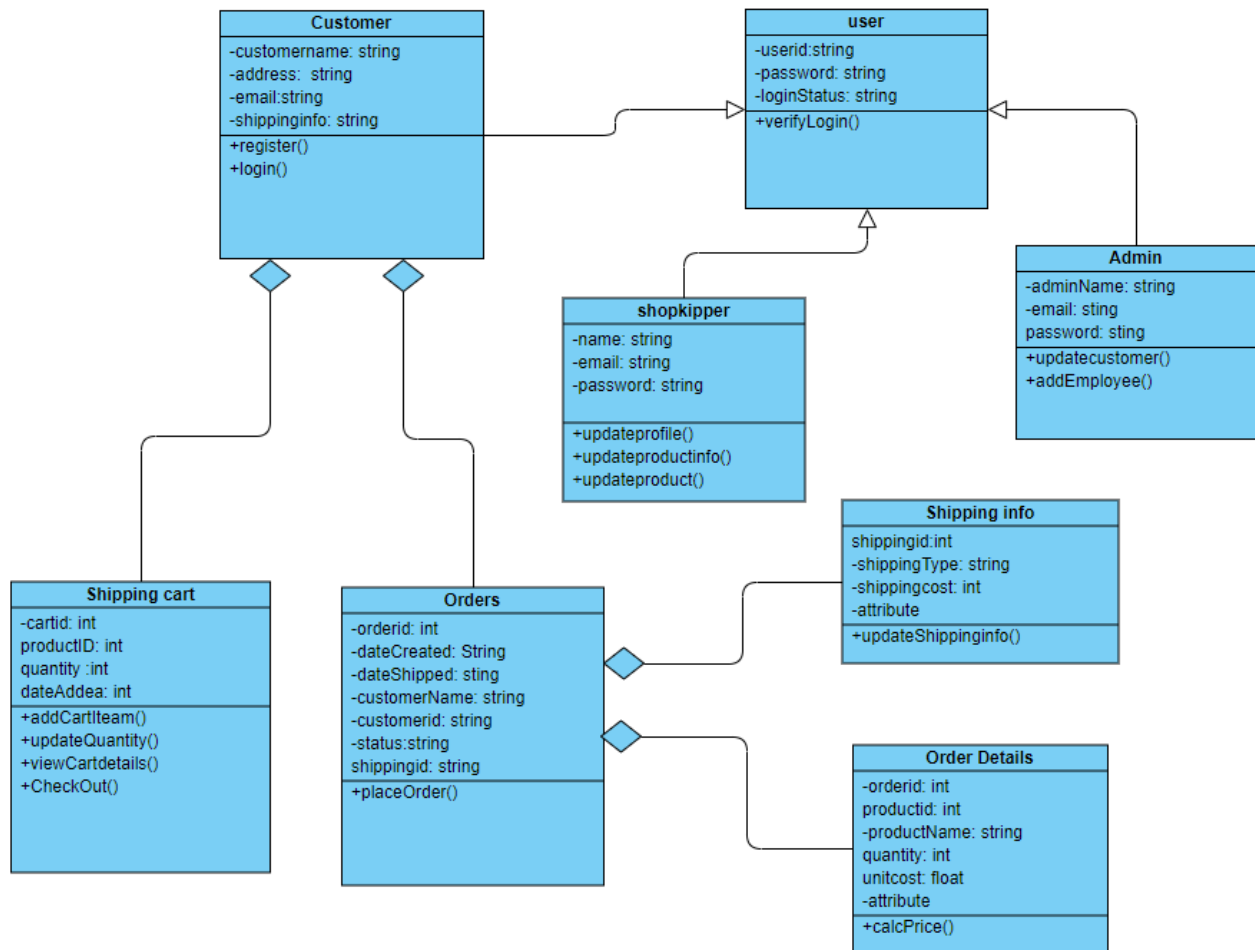 Customer
-customername: string
-address:  string
-email:string
-shippinginfo: string
+register()
+login()
user
-userid:string
-password: string
-loginStatus: string
+verifyLogin()
Admin
-adminName: string
-email: sting
password: sting
+updatecustomer()
+addEmployee()
shopkipper
-name: string
-email: string
-password: string
+updateprofile()
+updateproductinfo()
+updateproduct()
Shipping info
shippingid:int
-shippingType: string
-shippingcost: int
-attribute
+updateShippinginfo()
Shipping cart
-cartid: int
productID: int
quantity :int
dateAddea: int
+addCartIteam()
+updateQuantity()
+viewCartdetails()
+CheckOut()
Orders
-orderid: int
-dateCreated: String
-dateShipped: sting
-customerName: string
-customerid: string
-status:string
shippingid: string
+placeOrder()
Order Details
-orderid: int
productid: int
-productName: string
quantity: int
unitcost: float
-attribute
+calcPrice()